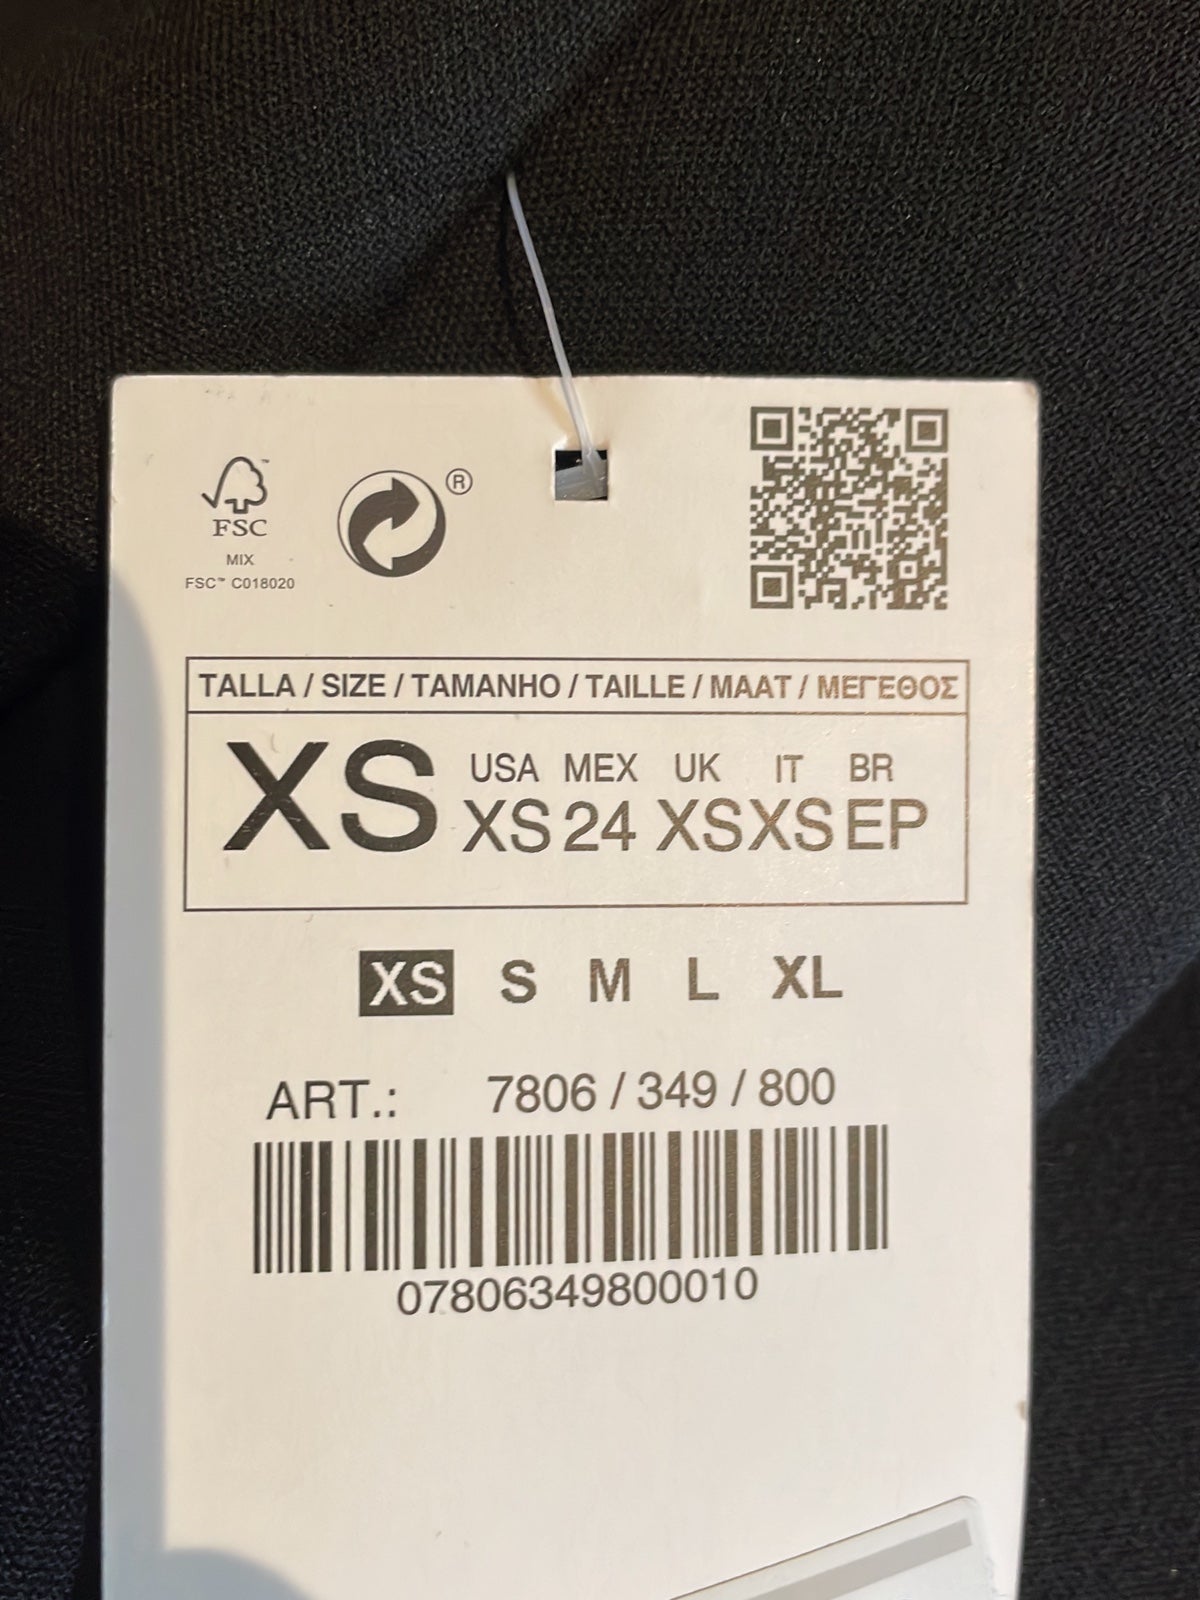 FSC™
MIX
FSC™ C018020
®
TALLA / SIZE / TAMANHO / TAILLE / MAAT / ΜΕΓΕΘΟΣ
XS
USA MEX UK IT BR
XS 24 XS XS EP
XS S M L XL
ART.: 7806 / 349 / 800
07806349800010